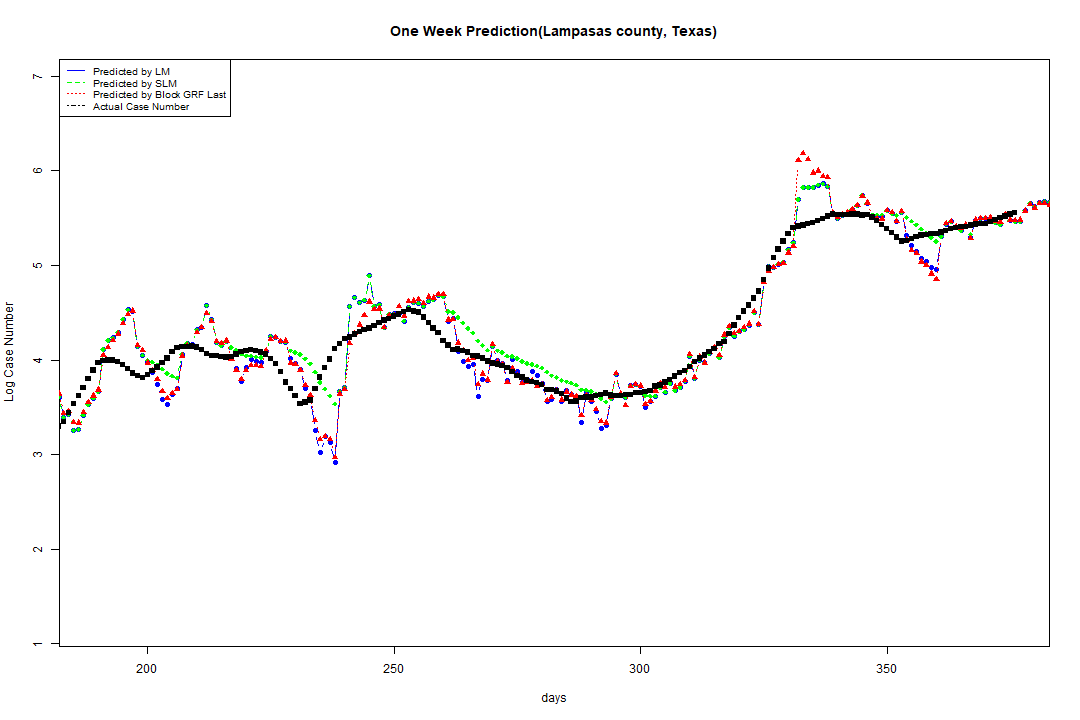 One Week Prediction(Lampasas county, Texas)
Predicted by LM
Predicted by SLM
Predicted by Block GRF Last
Actual Case Number
7
6
5
4
3
2
1
Log Case Number
200
250
300
350
days